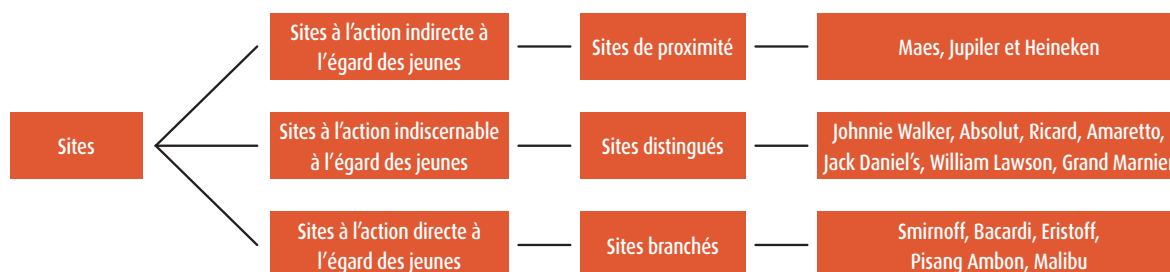 Sites à l'action indirecte à
l'égard des jeunes
Sites de proximité
Maes, Jupiler et Heineken
Sites
Sites à l'action indiscernable
à l'égard des jeunes
Sites distingués
Johnnie Walker, Absolut, Ricard, Amaretto,
Jack Daniel's, William Lawson, Grand Marnier
Sites à l'action directe à
l'égard des jeunes
Sites branchés
Smirnoff, Bacardi, Eristoff,
Pisang Ambon, Malibu